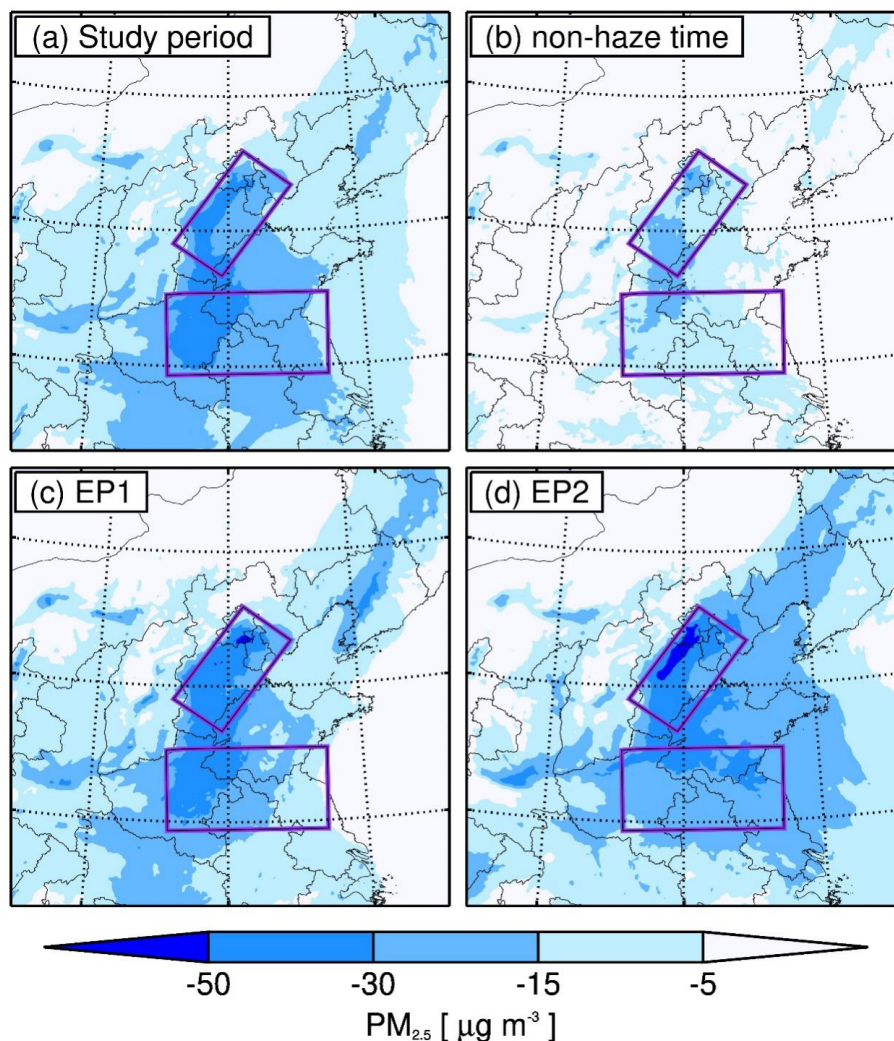 (a) Study period
(b) non-haze time
(c) EP1
(d) EP2
-50 -30 -15 -5
PM₂.₅ [ μg m⁻³ ]